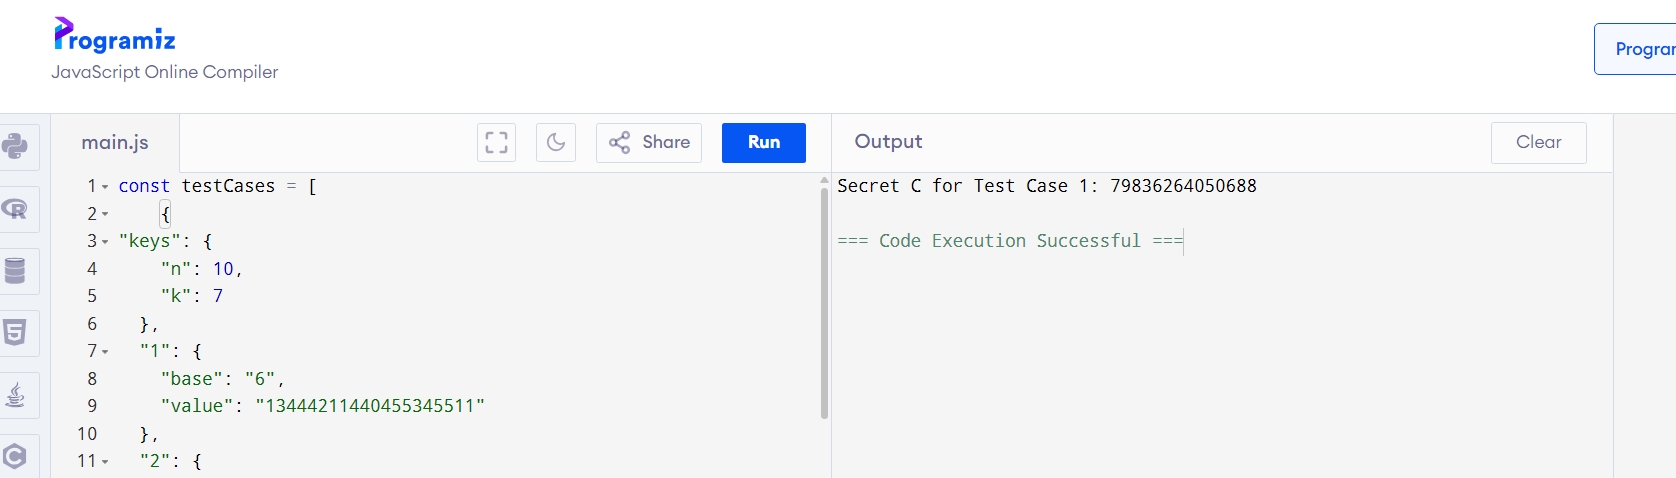 Programiz
JavaScript Online Compiler
Progra
main.js
Share
Run
Output
Clear
1 const testCases = [
2 {
3 "keys": {
4 "n": 10,
5 "k": 7
6 },
7 "1": {
8 "base": "6",
9 "value": "13444211440455345511"
10 },
11 "2": {
Secret C for Test Case 1: 79836264050688
=== Code Execution Successful ===